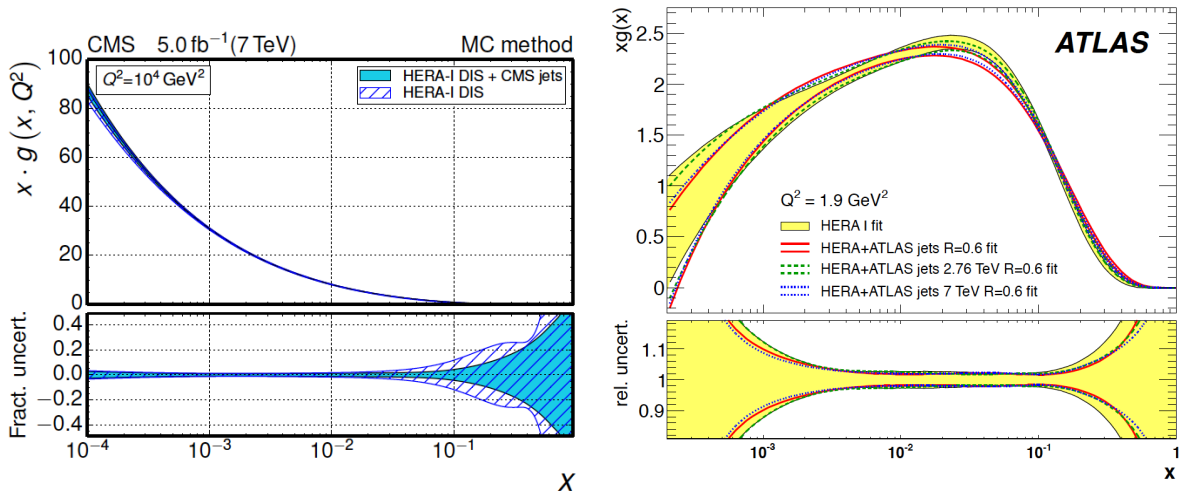 CMS 5.0 fb⁻¹(7 TeV) MC method
Q²=10⁴ GeV²
HERA-I DIS + CMS jets
HERA-I DIS
x · g (x, Q²)
100
80
60
40
20
0
Fract. uncert.
0.4
0.2
0.0
−0.2
−0.4
10⁻⁴ 10⁻³ 10⁻² 10⁻¹
x
xg(x)
ATLAS
2.5
2
1.5
1
0.5
0
Q² = 1.9 GeV²
HERA I fit
HERA+ATLAS jets R=0.6 fit
HERA+ATLAS jets 2.76 TeV R=0.6 fit
HERA+ATLAS jets 7 TeV R=0.6 fit
rel. uncert.
1.1
1
0.9
10⁻³ 10⁻² 10⁻¹ 1
x